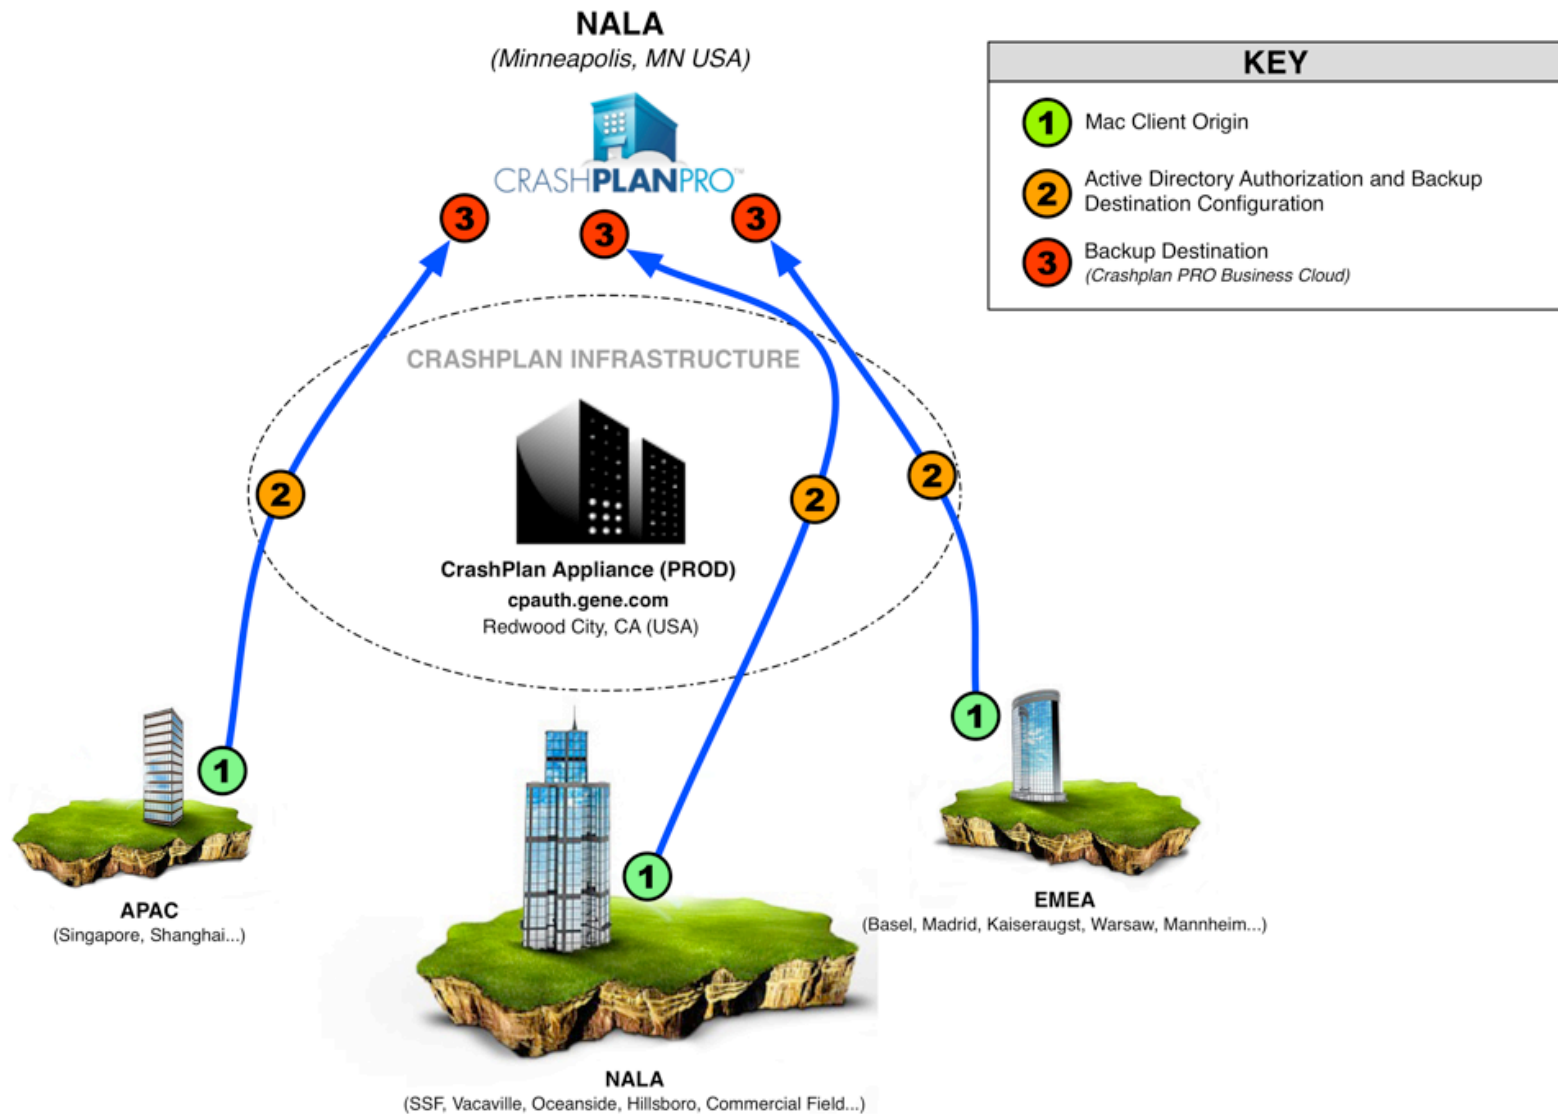 NALA
(Minneapolis, MN USA)
CRASHPLANPRO™
KEY
1 Mac Client Origin
2 Active Directory Authorization and Backup
Destination Configuration
3 Backup Destination
(Crashplan PRO Business Cloud)
3
3
3
CRASHPLAN INFRASTRUCTURE
2
2
2
CrashPlan Appliance (PROD)
cpauth.gene.com
Redwood City, CA (USA)
1
1
1
APAC
(Singapore, Shanghai...)
EMEA
(Basel, Madrid, Kaiseraugst, Warsaw, Mannheim...)
NALA
(SSF, Vacaville, Oceanside, Hillsboro, Commercial Field...)